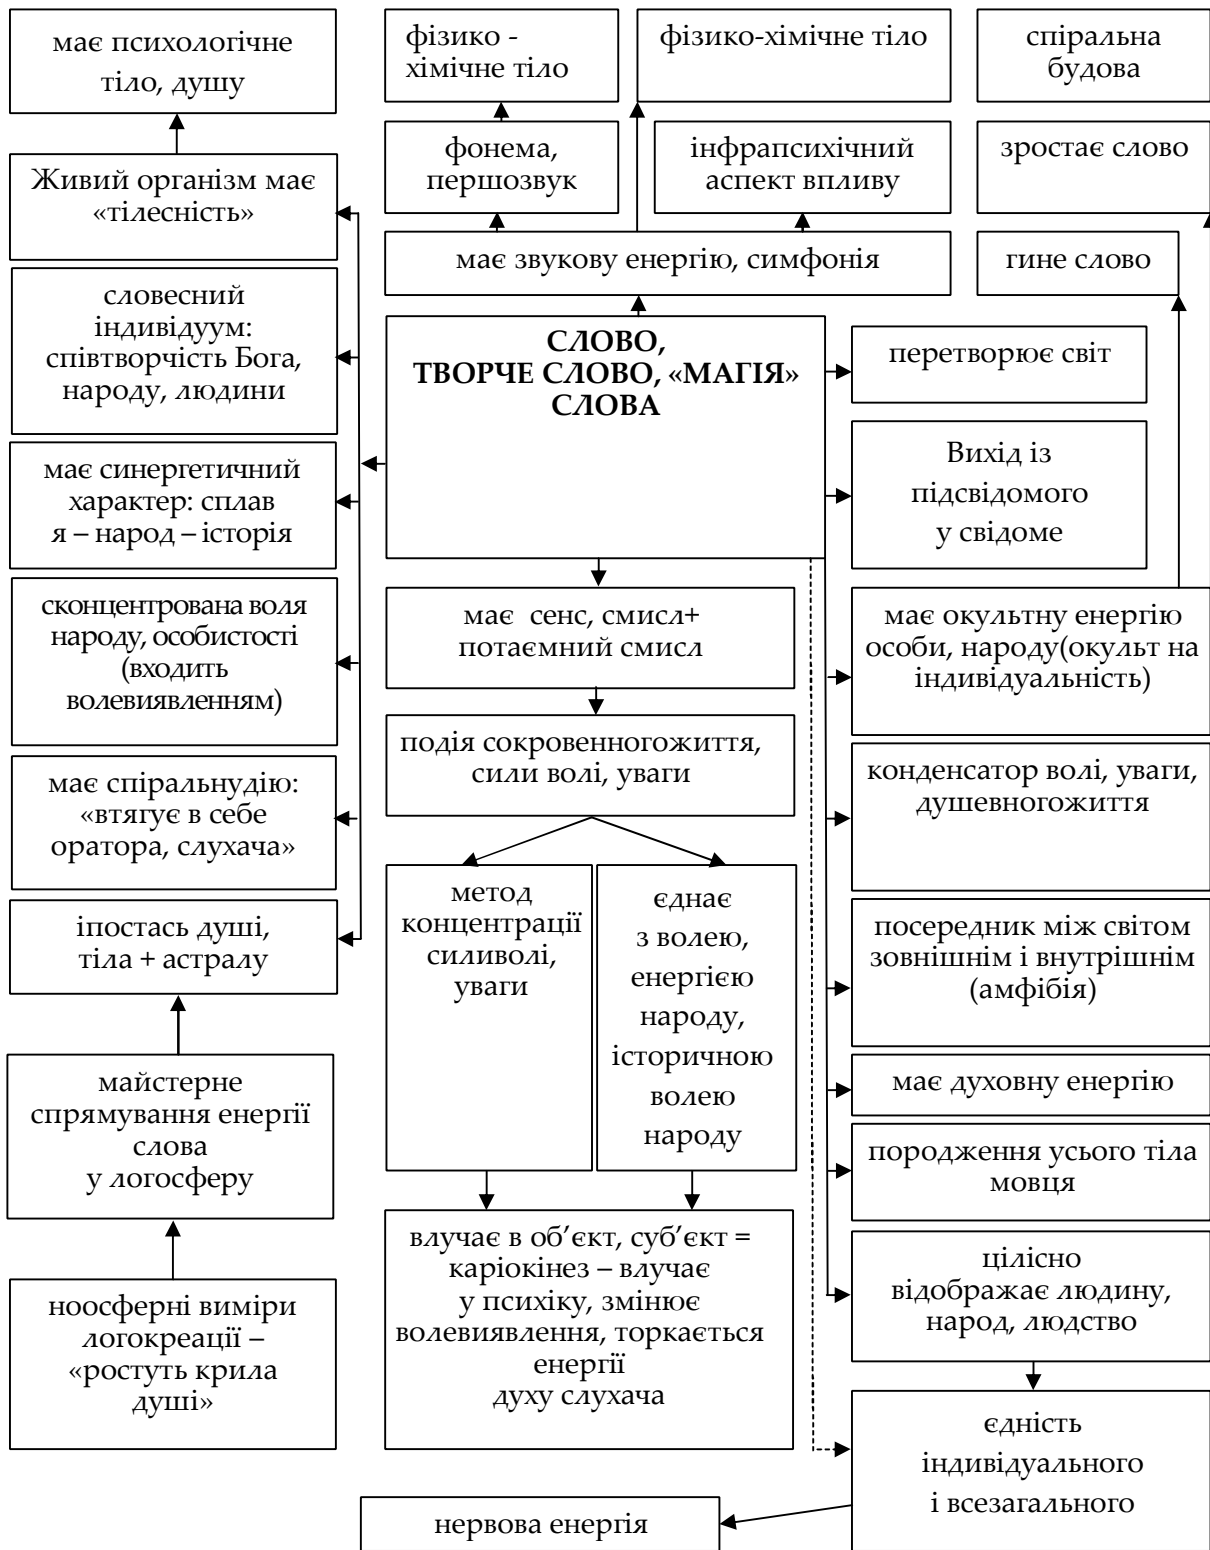 має психологічне
тіло, душу
фізико -
хімічне тіло
фізико-хімічне тіло
спіральна
будова
Живий організм має
«тілесність»
фонема,
першозвук
інфрапсихічний
аспект впливу
зростає слово
має звукову енергію, симфонія
гине слово
словесний
індивідуум:
співтворчість Бога,
народу, людини
СЛОВО,
ТВОРЧЕ СЛОВО, «МАГІЯ»
СЛОВА
перетворює світ
має синергетичний
характер: сплав
я – народ – історія
Вихід із
підсвідомого
у свідоме
сконцентрована воля
народу, особистості
(входить
волевиявленням)
має сенс, смисл+
потаємний смисл
має окультну енергію
особи, народу(окульт на
індивідуальність)
має спіральнудію:
«втягує в себе
оратора, слухача»
подія сокровенногожиття,
сили волі, уваги
конденсатор волі, уваги,
душевногожиття
іпостась душі,
тіла + астралу
метод
концентрації
силиволі,
уваги
єднає
з волею,
енергією
народу,
історичною
волею
народу
посередник між світом
зовнішнім і внутрішнім
(амфібія)
майстерне
спрямування енергії
слова
у логосферу
має духовну енергію
породження усього тіла
мовця
ноосферні виміри
логокреації –
«ростуть крила
душі»
влучає в об’єкт, суб’єкт =
каріокінез – влучає
у психіку, змінює
волевиявлення, торкається
енергії
духу слухача
цілісно
відображає людину,
народ, людство
єдність
індивідуального
і всезагального
нервова енергія